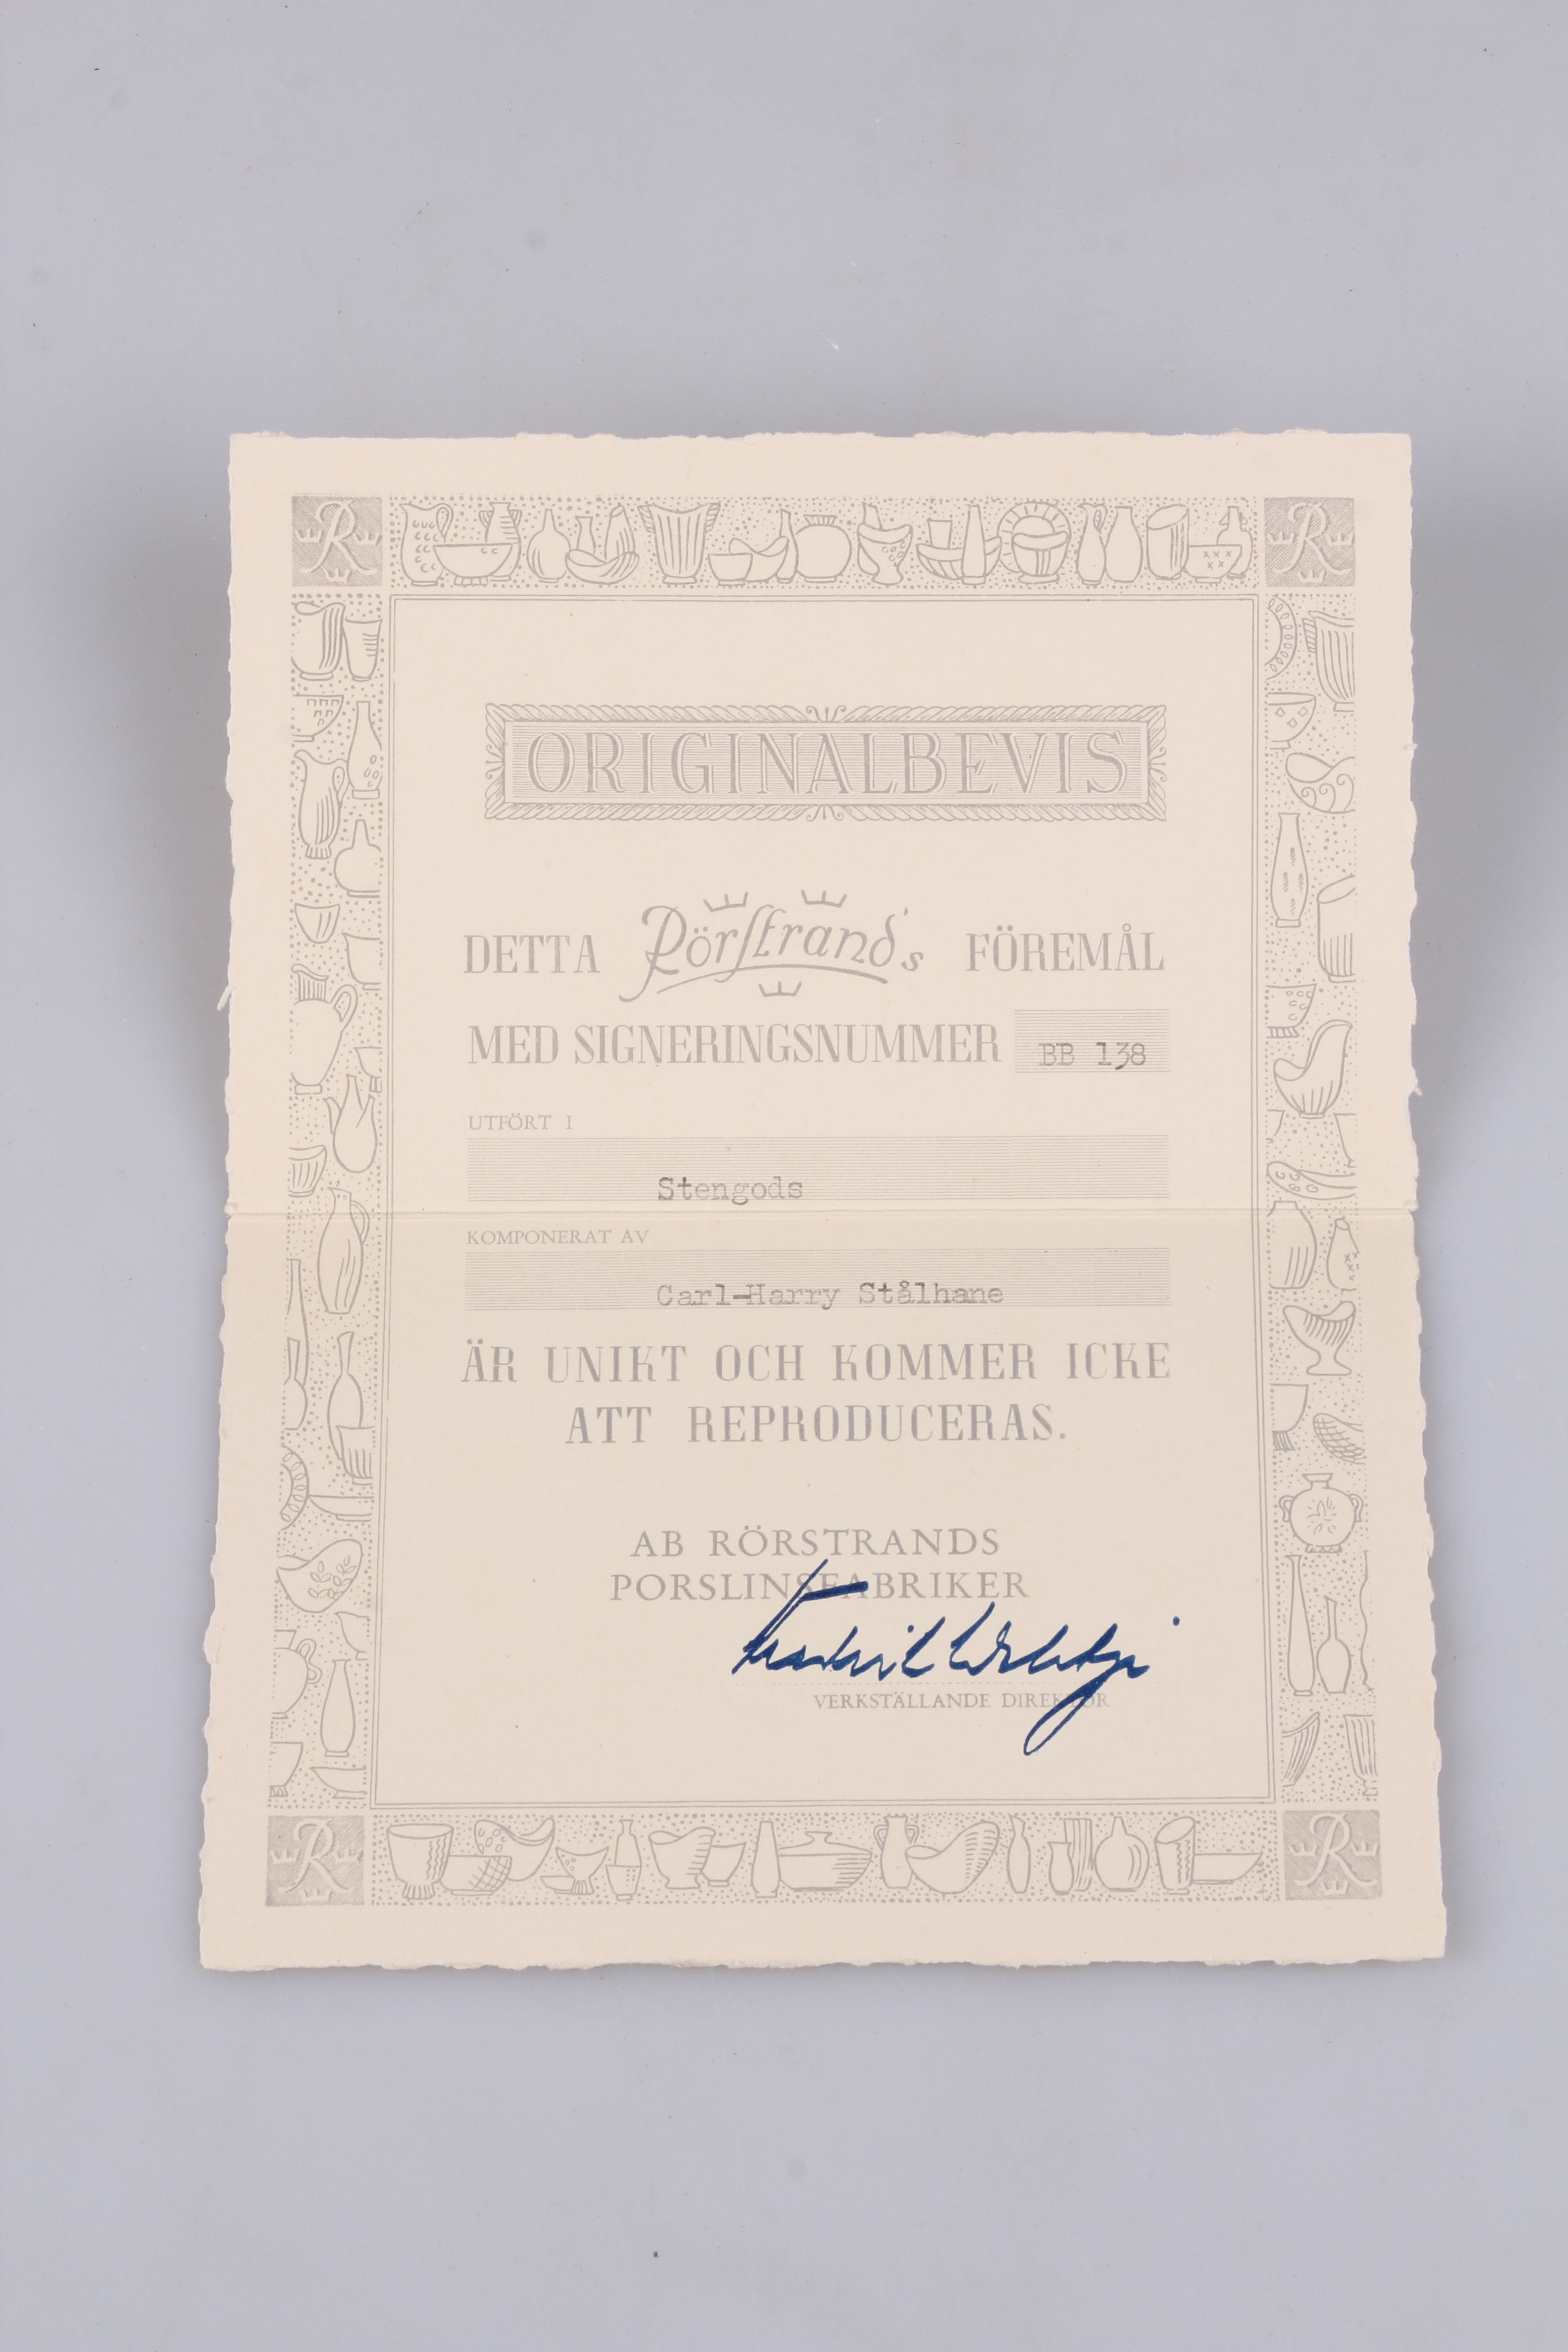 ORIGINALBEVIS
DETTA Rörstrand's FÖREMÅL
MED SIGNERINGSNUMMER BB 138
UTFÖRT I
Stengods
KOMPONERAT AV
Carl-Harry Stålhane
ÄR UNIKT OCH KOMMER ICKE
ATT REPRODUCERAS.
AB RÖRSTRANDS
PORSLINSFABRIKER
VERKSTÄLLANDE DIREKTÖR
R
R
R
R